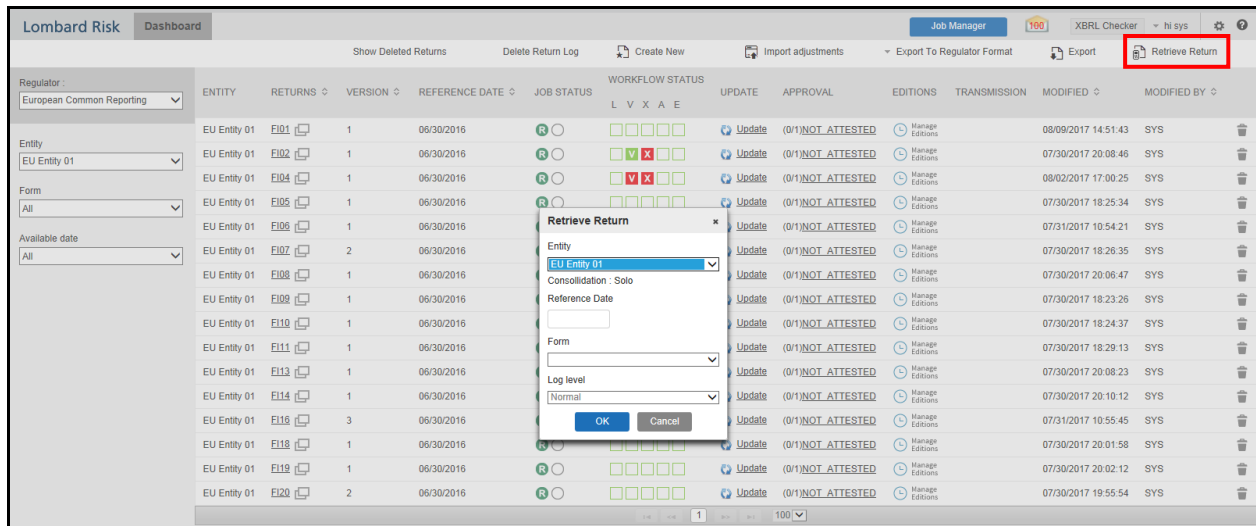 Lombard Risk Dashboard Job Manager 100 XBRL Checker hi sys
Show Deleted Returns Delete Return Log Create New Import adjustments Export To Regulator Format Export Retrieve Return
Regulator :
European Common Reporting
Entity
EU Entity 01
Form
All
Available date
All
WORKFLOW STATUS
ENTITY RETURNS VERSION REFERENCE DATE JOB STATUS L V X A E UPDATE APPROVAL EDITIONS TRANSMISSION MODIFIED MODIFIED BY
EU Entity 01 FI01 1 06/30/2016 R Update (0/1)NOT_ATTESTED Manage Editions 08/09/2017 14:51:43 SYS
EU Entity 01 FI02 1 06/30/2016 R V X Update (0/1)NOT_ATTESTED Manage Editions 07/30/2017 20:08:46 SYS
EU Entity 01 FI04 1 06/30/2016 R V X Update (0/1)NOT_ATTESTED Manage Editions 08/02/2017 17:00:25 SYS
EU Entity 01 FI05 1 06/30/2016 R Update (0/1)NOT_ATTESTED Manage Editions 07/30/2017 18:25:34 SYS
EU Entity 01 FI06 1 06/30/2016 Update (0/1)NOT_ATTESTED Manage Editions 07/31/2017 10:54:21 SYS
EU Entity 01 FI07 2 06/30/2016 Update (0/1)NOT_ATTESTED Manage Editions 07/30/2017 18:26:35 SYS
EU Entity 01 FI08 1 06/30/2016 Update (0/1)NOT_ATTESTED Manage Editions 07/30/2017 20:06:47 SYS
EU Entity 01 FI09 1 06/30/2016 Update (0/1)NOT_ATTESTED Manage Editions 07/30/2017 18:23:26 SYS
EU Entity 01 FI10 1 06/30/2016 Update (0/1)NOT_ATTESTED Manage Editions 07/30/2017 18:24:37 SYS
EU Entity 01 FI11 1 06/30/2016 Update (0/1)NOT_ATTESTED Manage Editions 07/30/2017 18:29:13 SYS
EU Entity 01 FI13 1 06/30/2016 Update (0/1)NOT_ATTESTED Manage Editions 07/30/2017 20:08:23 SYS
EU Entity 01 FI14 1 06/30/2016 Update (0/1)NOT_ATTESTED Manage Editions 07/30/2017 20:10:12 SYS
EU Entity 01 FI16 3 06/30/2016 Update (0/1)NOT_ATTESTED Manage Editions 07/31/2017 10:55:45 SYS
EU Entity 01 FI18 1 06/30/2016 R Update (0/1)NOT_ATTESTED Manage Editions 07/30/2017 20:01:58 SYS
EU Entity 01 FI19 1 06/30/2016 R Update (0/1)NOT_ATTESTED Manage Editions 07/30/2017 20:02:12 SYS
EU Entity 01 FI20 2 06/30/2016 R Update (0/1)NOT_ATTESTED Manage Editions 07/30/2017 19:55:54 SYS
1 100
Retrieve Return
Entity
EU Entity 01
Consollidation : Solo
Reference Date
Form
Log level
Normal
OK Cancel